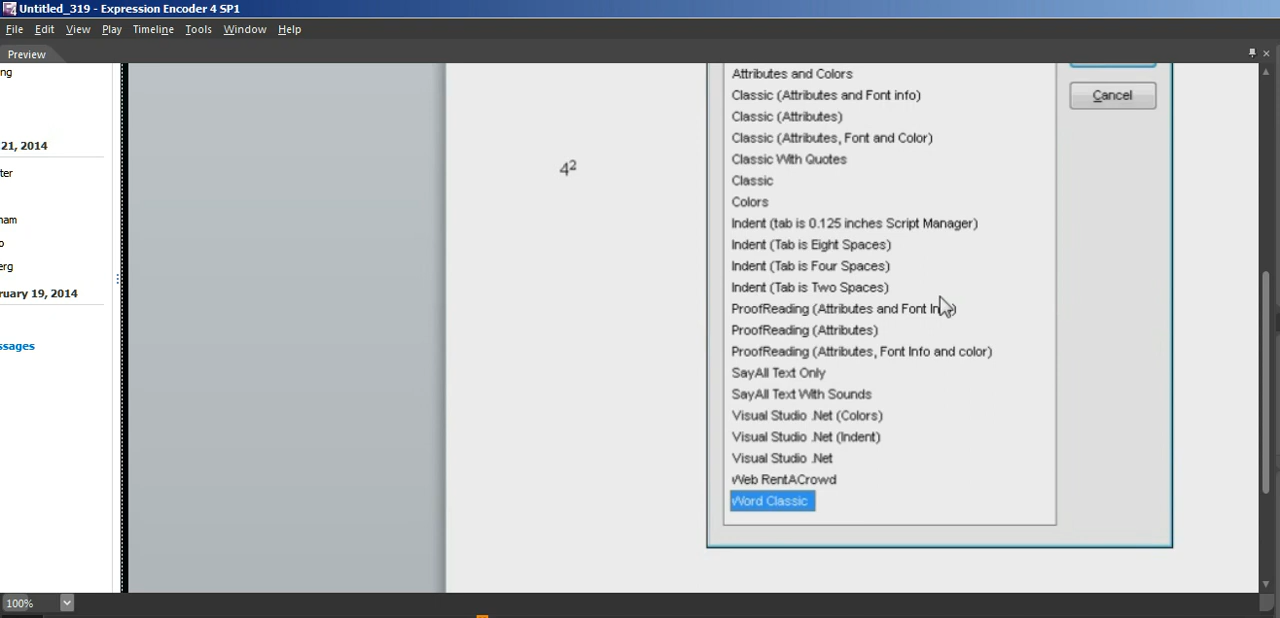 Untitled_319 - Expression Encoder 4 SP1
File Edit View Play Timeline Tools Window Help
Preview
ng
21, 2014
ter
nam
o
erg
ruary 19, 2014
ssages
4²
Attributes and Colors
Classic (Attributes and Font info)
Classic (Attributes)
Classic (Attributes, Font and Color)
Classic With Quotes
Classic
Colors
Indent (tab is 0.125 inches Script Manager)
Indent (Tab is Eight Spaces)
Indent (Tab is Four Spaces)
Indent (Tab is Two Spaces)
ProofReading (Attributes and Font In o)
ProofReading (Attributes)
ProofReading (Attributes, Font Info and color)
SayAll Text Only
SayAll Text With Sounds
Visual Studio .Net (Colors)
Visual Studio .Net (Indent)
Visual Studio .Net
Web RentACrowd
Word Classic
Cancel
100%